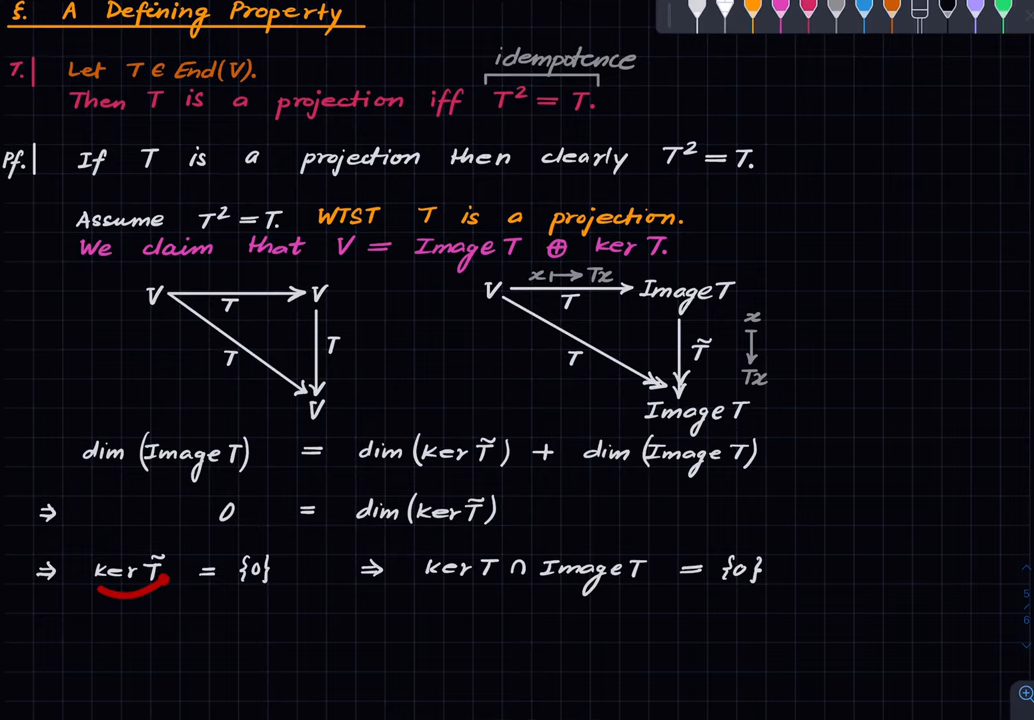 §. A Defining Property
idempotence
T.| Let T ∈ End(V).
Then T is a projection iff T² = T.
Pf.| If T is a projection then clearly T² = T.
Assume T² = T. WTST T is a projection.
We claim that V = Image T ⊕ ker T.
V T V
T T
V
x ↦ Tx
V T Image T
T T̃ x ↦ Tx
Image T
dim (Image T) = dim (ker T̃) + dim (Image T)
⇒ 0 = dim (ker T̃)
⇒ ker T̃ = {0} ⇒ ker T ∩ Image T = {0}
5
6